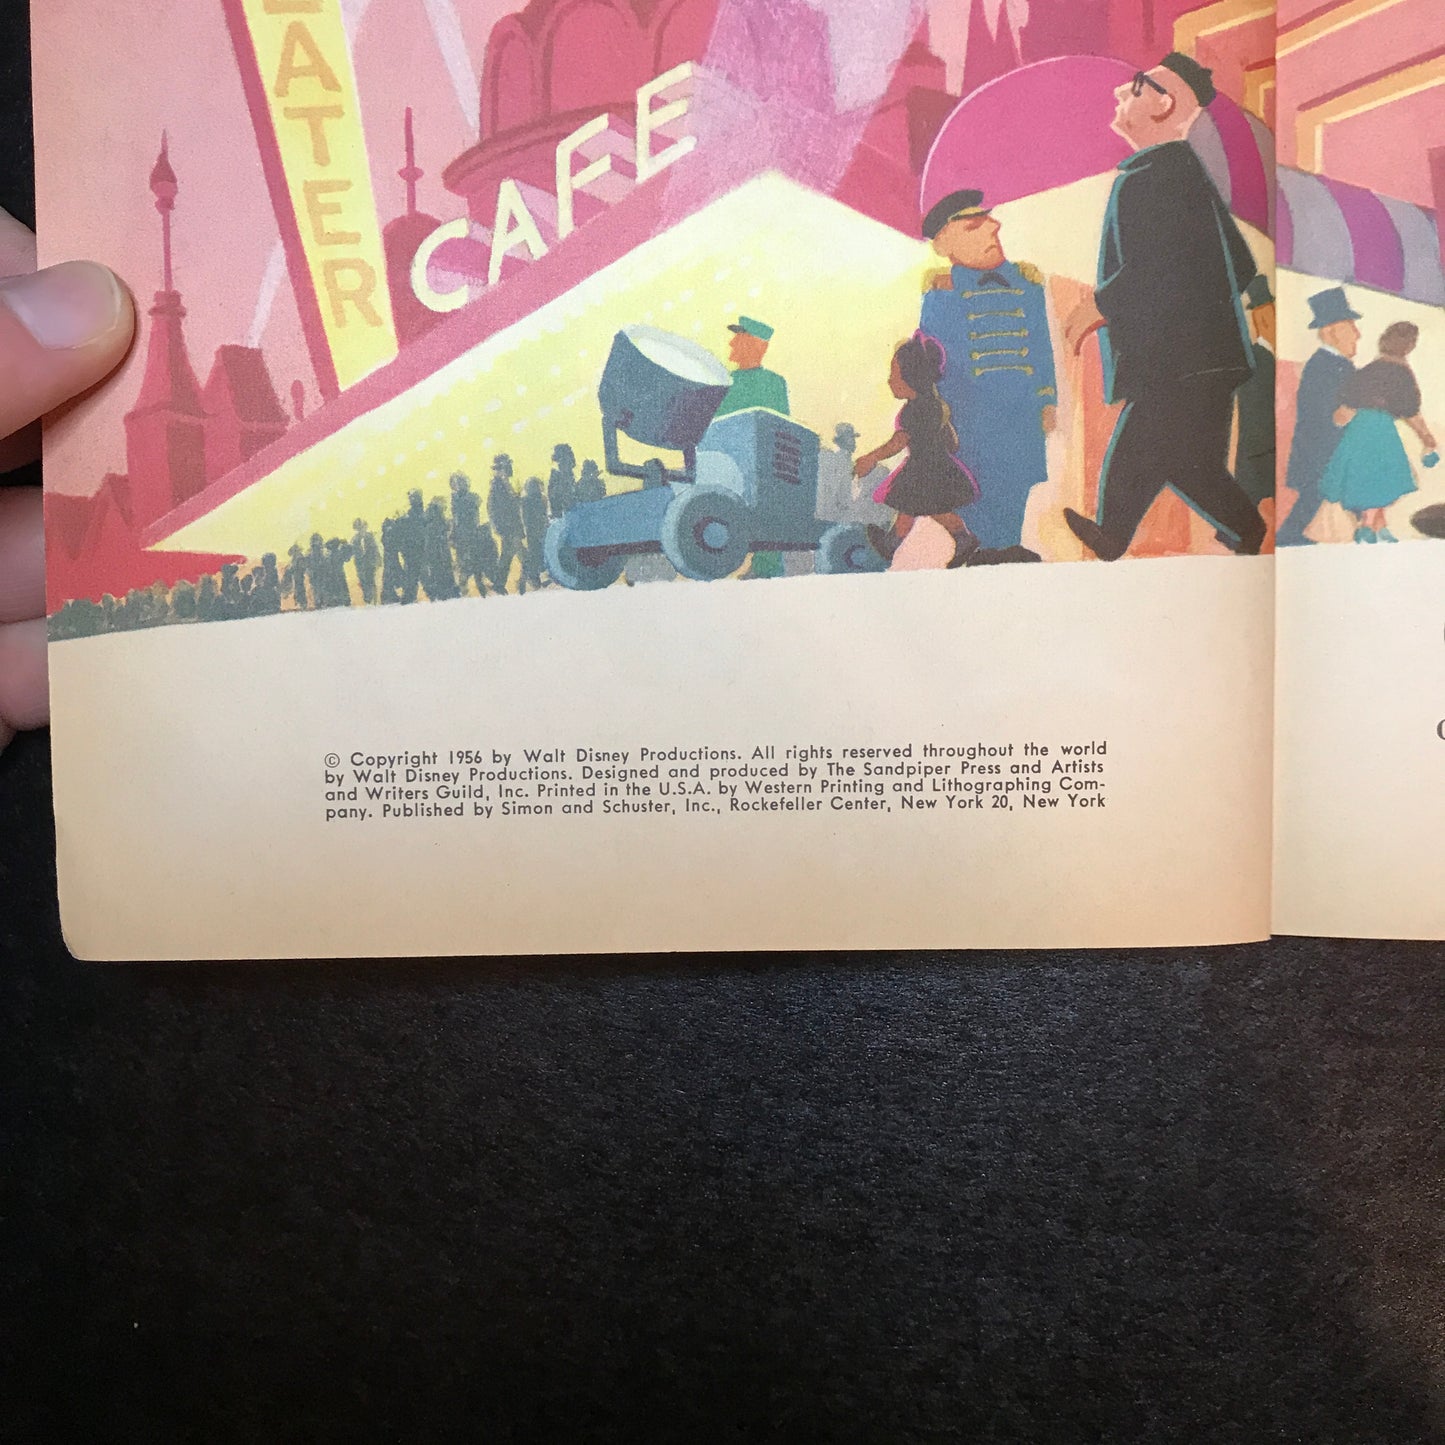 EATER
CAFE
© Copyright 1956 by Walt Disney Productions. All rights reserved throughout the world
by Walt Disney Productions. Designed and produced by The Sandpiper Press and Artists
and Writers Guild, Inc. Printed in the U.S.A. by Western Printing and Lithographing Com-
pany. Published by Simon and Schuster, Inc., Rockefeller Center, New York 20, New York